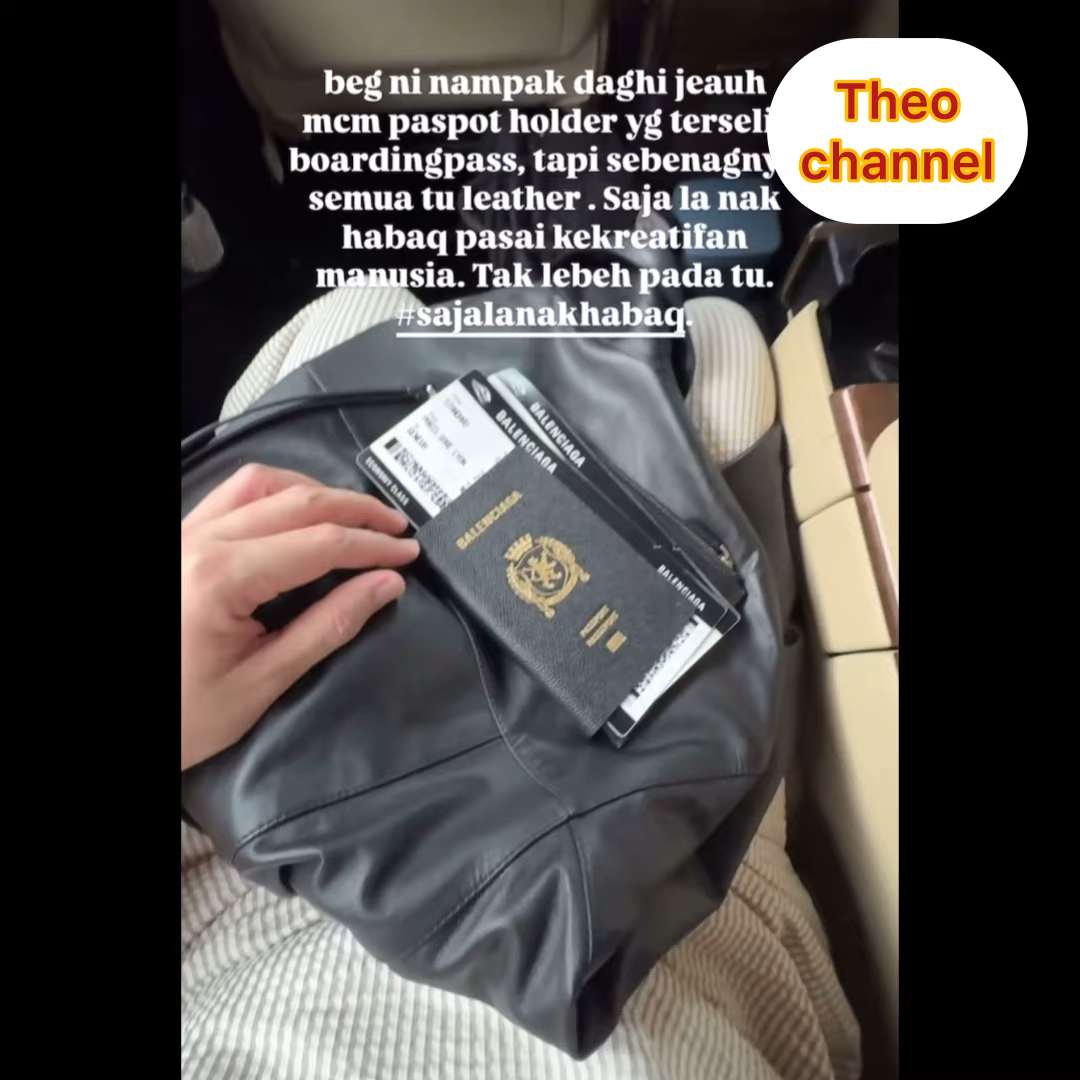 beg ni nampak daghi jeauh
mcm paspot holder yg terseli
boardingpass, tapi sebenagny
semua tu leather . Saja la nak
habaq pasai kekreatifan
manusia. Tak lebeh pada tu.
#sajalanakhabaq.
Theo
channel
BALENCIAGA
BALENCIAGA
ECONOMY CLASS
BALENCIAGA
BALENCIAGA